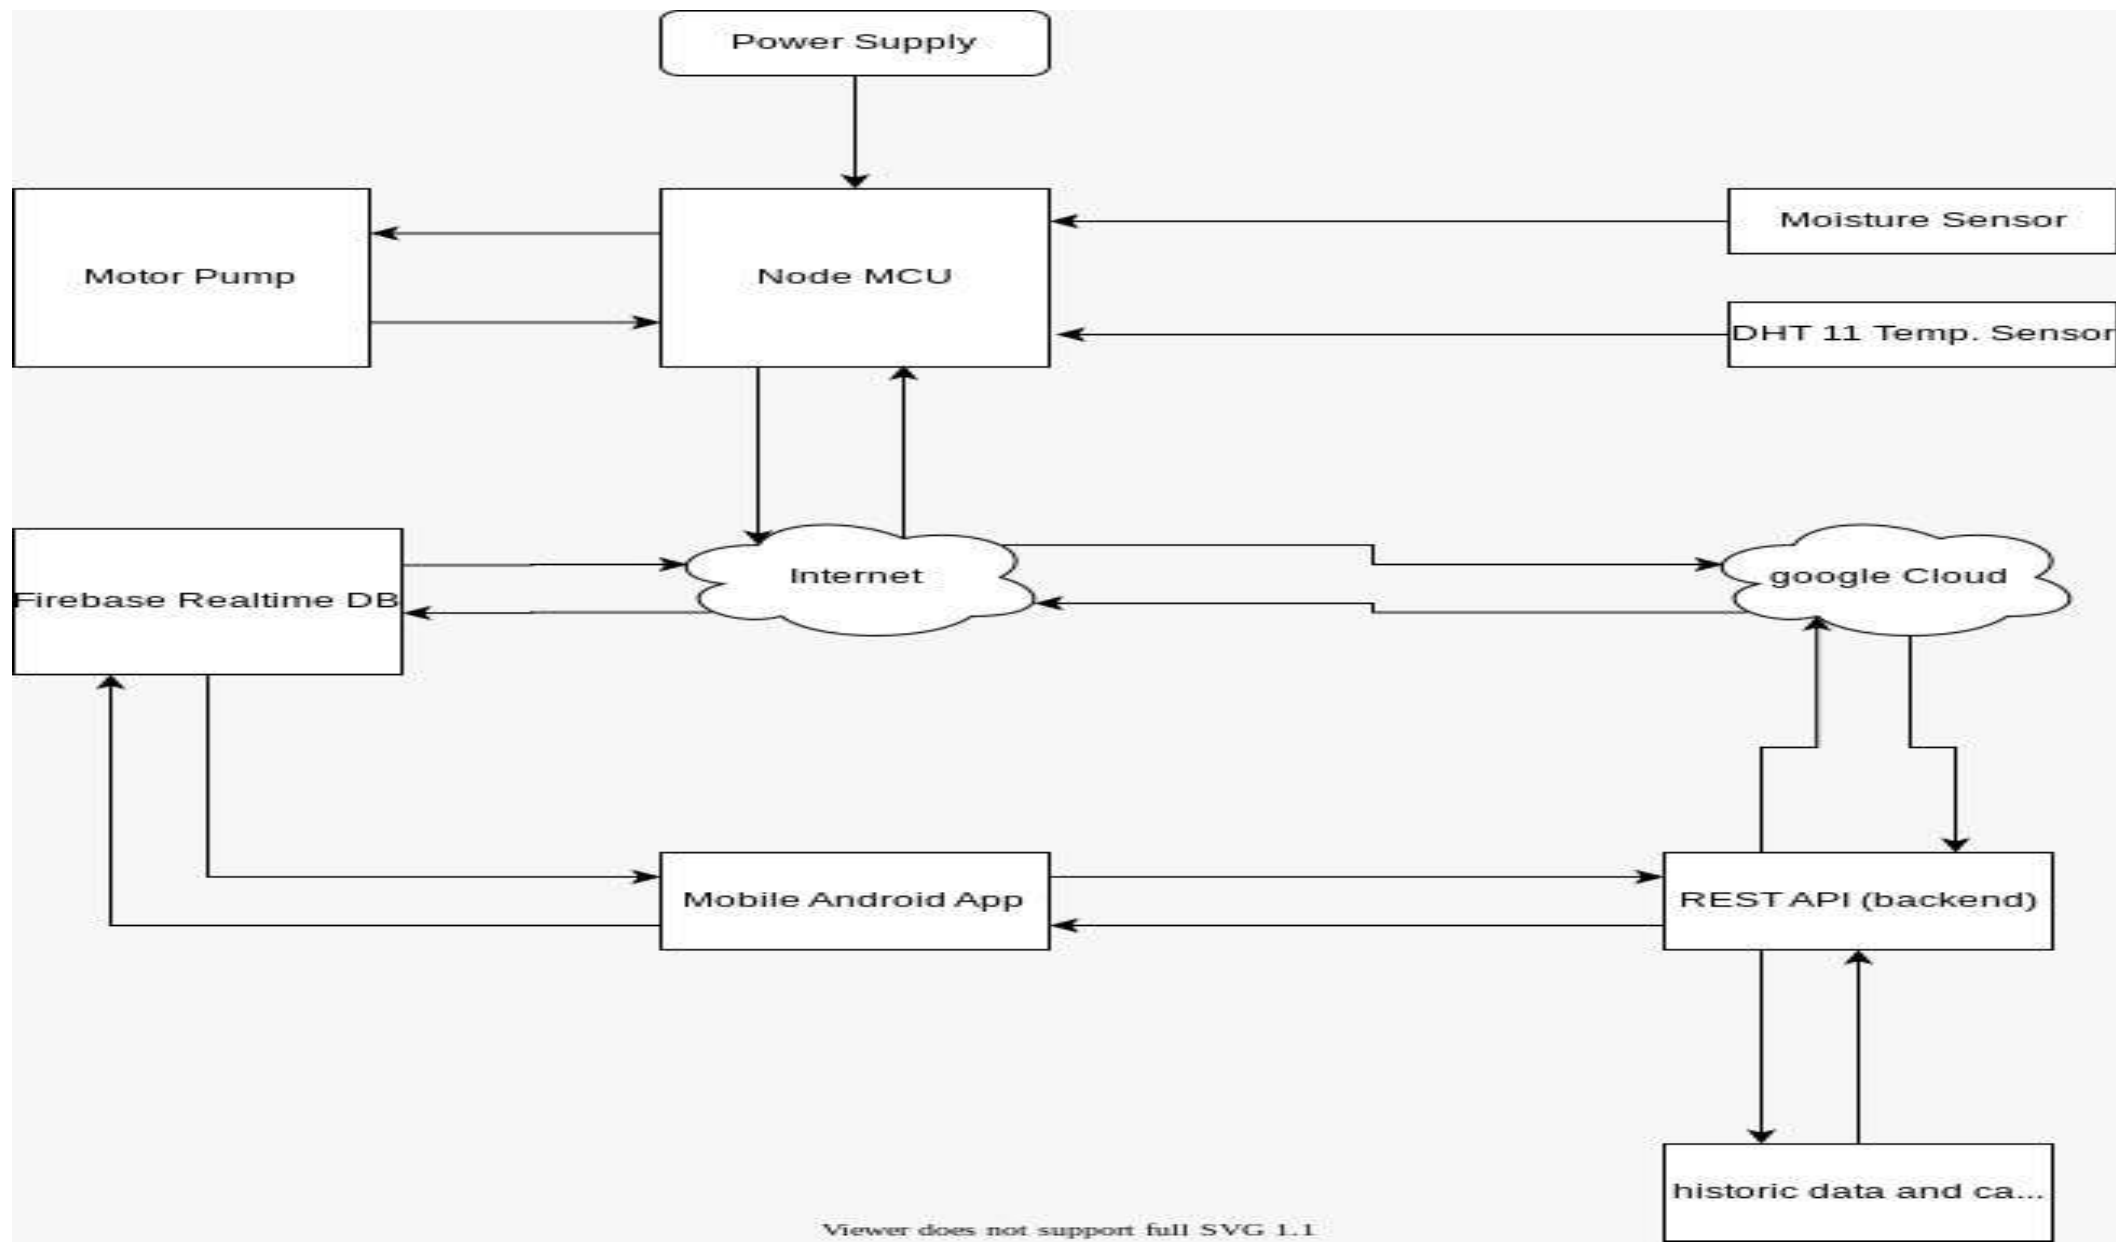 Power Supply
Motor Pump
Node MCU
Moisture Sensor
DHT 11 Temp. Sensor
Firebase Realtime DB
Internet
google Cloud
Mobile Android App
REST API (backend)
historic data and ca...
Viewer does not support full SVG 1.1